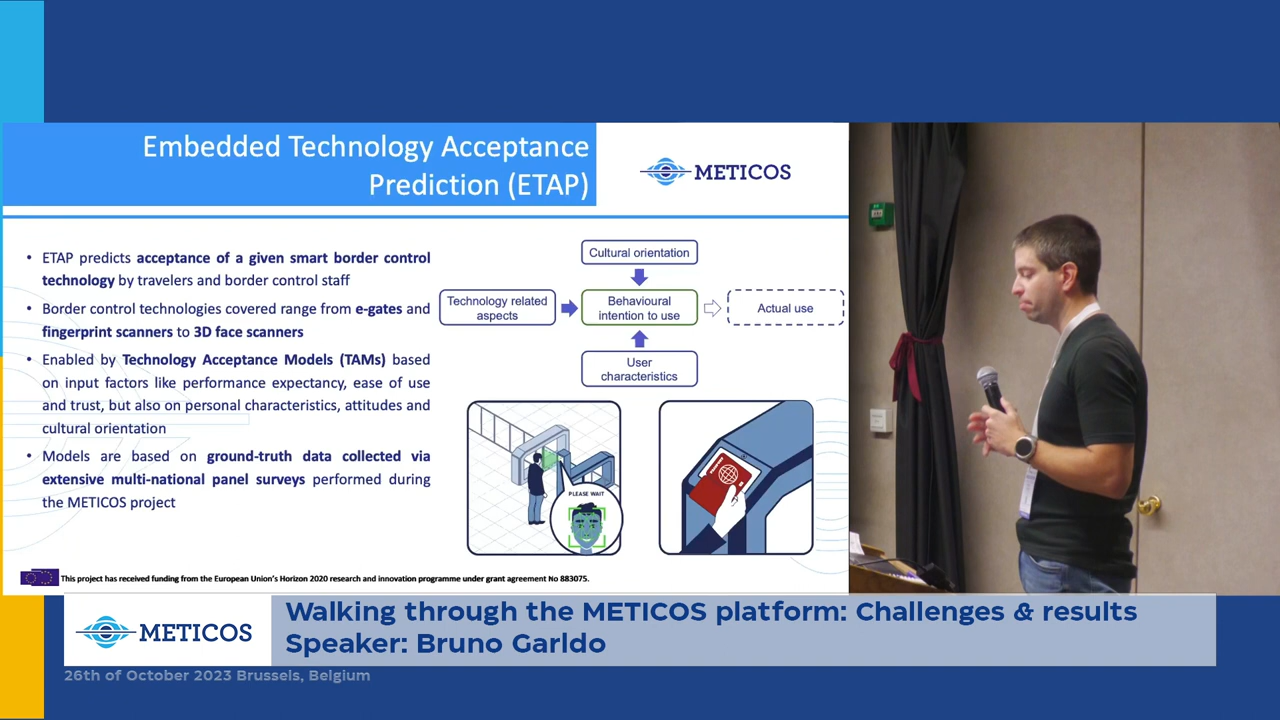 Embedded Technology Acceptance
Prediction (ETAP)
METICOS
• ETAP predicts acceptance of a given smart border control
technology by travelers and border control staff
• Border control technologies covered range from e-gates and
fingerprint scanners to 3D face scanners
• Enabled by Technology Acceptance Models (TAMs) based
on input factors like performance expectancy, ease of use
and trust, but also on personal characteristics, attitudes and
cultural orientation
• Models are based on ground-truth data collected via
extensive multi-national panel surveys performed during
the METICOS project
Cultural orientation
Technology related
aspects
Behavioural
intention to use
Actual use
User
characteristics
PLEASE WAIT
This project has received funding from the European Union's Horizon 2020 research and innovation programme under grant agreement No 883075.
METICOS
Walking through the METICOS platform: Challenges & results
Speaker: Bruno Garldo
26th of October 2023 Brussels, Belgium